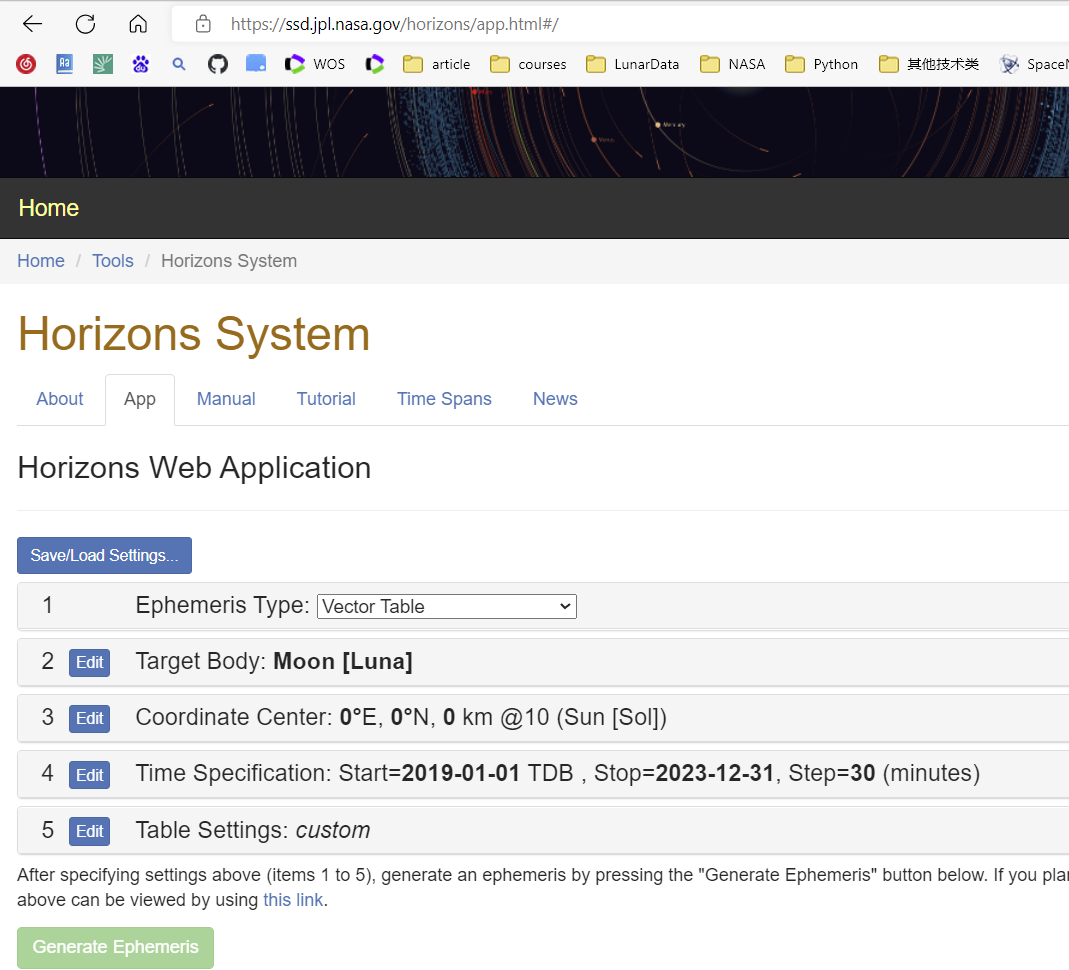 https://ssd.jpl.nasa.gov/horizons/app.html#/
Aa WOS article courses LunarData NASA Python 其他技术类 SpaceN
Mercury
Venus
Home
Home / Tools / Horizons System
Horizons System
About App Manual Tutorial Time Spans News
Horizons Web Application
Save/Load Settings...
1 Ephemeris Type: Vector Table
2 Edit Target Body: Moon [Luna]
3 Edit Coordinate Center: 0°E, 0°N, 0 km @10 (Sun [Sol])
4 Edit Time Specification: Start=2019-01-01 TDB , Stop=2023-12-31, Step=30 (minutes)
5 Edit Table Settings: custom
After specifying settings above (items 1 to 5), generate an ephemeris by pressing the "Generate Ephemeris" button below. If you plan
above can be viewed by using this link.
Generate Ephemeris